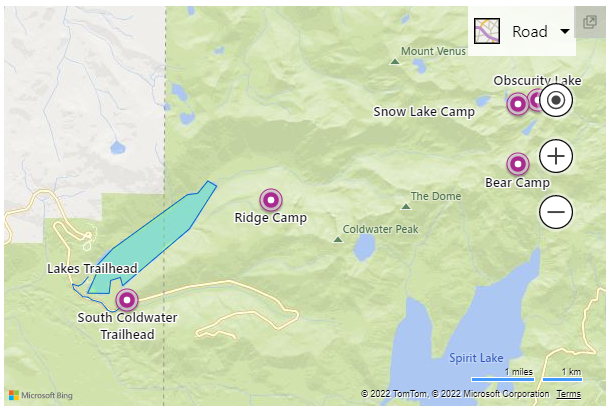 Road
Mount Venus
Obscurity Lake
Snow Lake Camp
Bear Camp
The Dome
Ridge Camp
Coldwater Peak
Lakes Trailhead
South Coldwater
Trailhead
Spirit Lake
1 miles
1 km
Microsoft Bing
© 2022 TomTom, © 2022 Microsoft Corporation
Terms